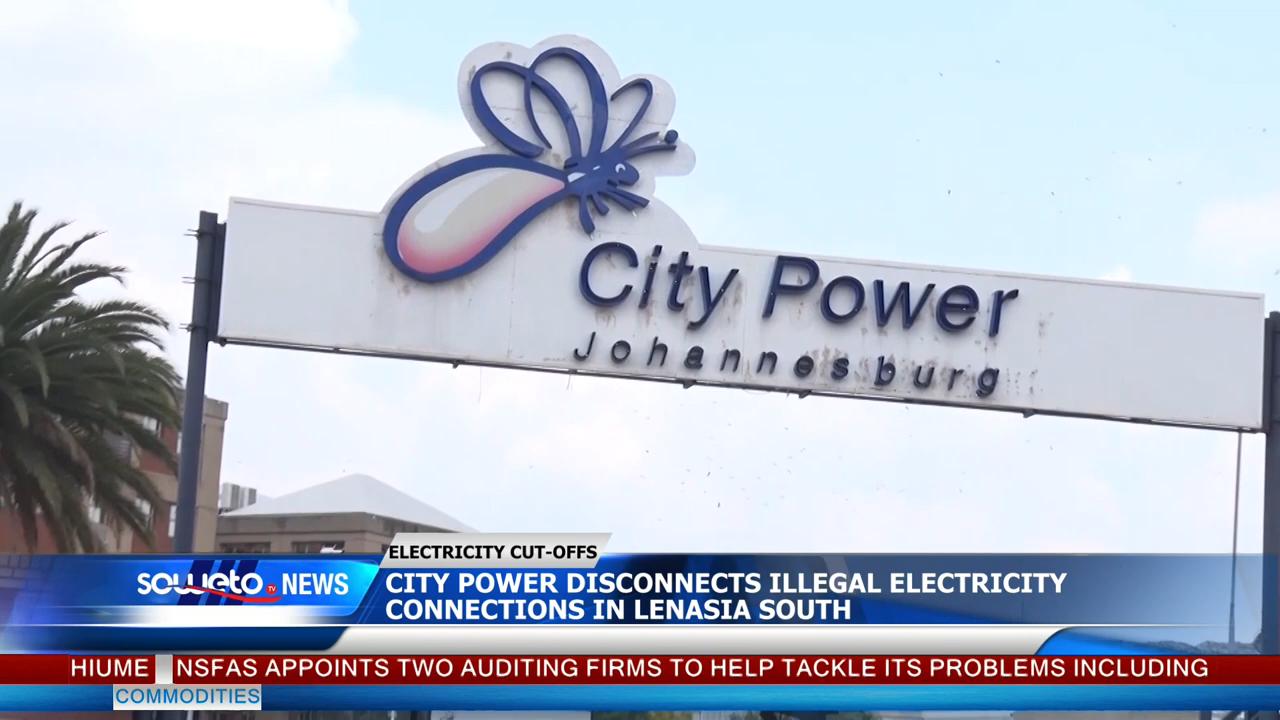 City Power
Johannesburg
ELECTRICITY CUT-OFFS
soweto TV NEWS
CITY POWER DISCONNECTS ILLEGAL ELECTRICITY
CONNECTIONS IN LENASIA SOUTH
HIUME NSFAS APPOINTS TWO AUDITING FIRMS TO HELP TACKLE ITS PROBLEMS INCLUDING
COMMODITIES